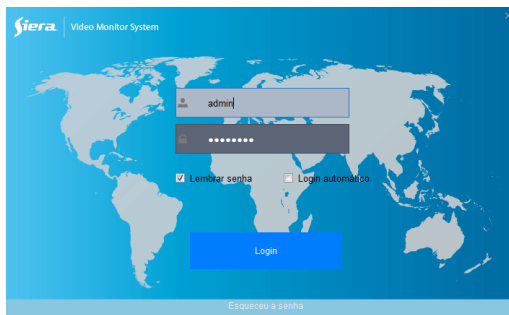 Siera Video Monitor System
admin
••••••••
Lembrar senha Login automático
Login
Esqueceu a senha